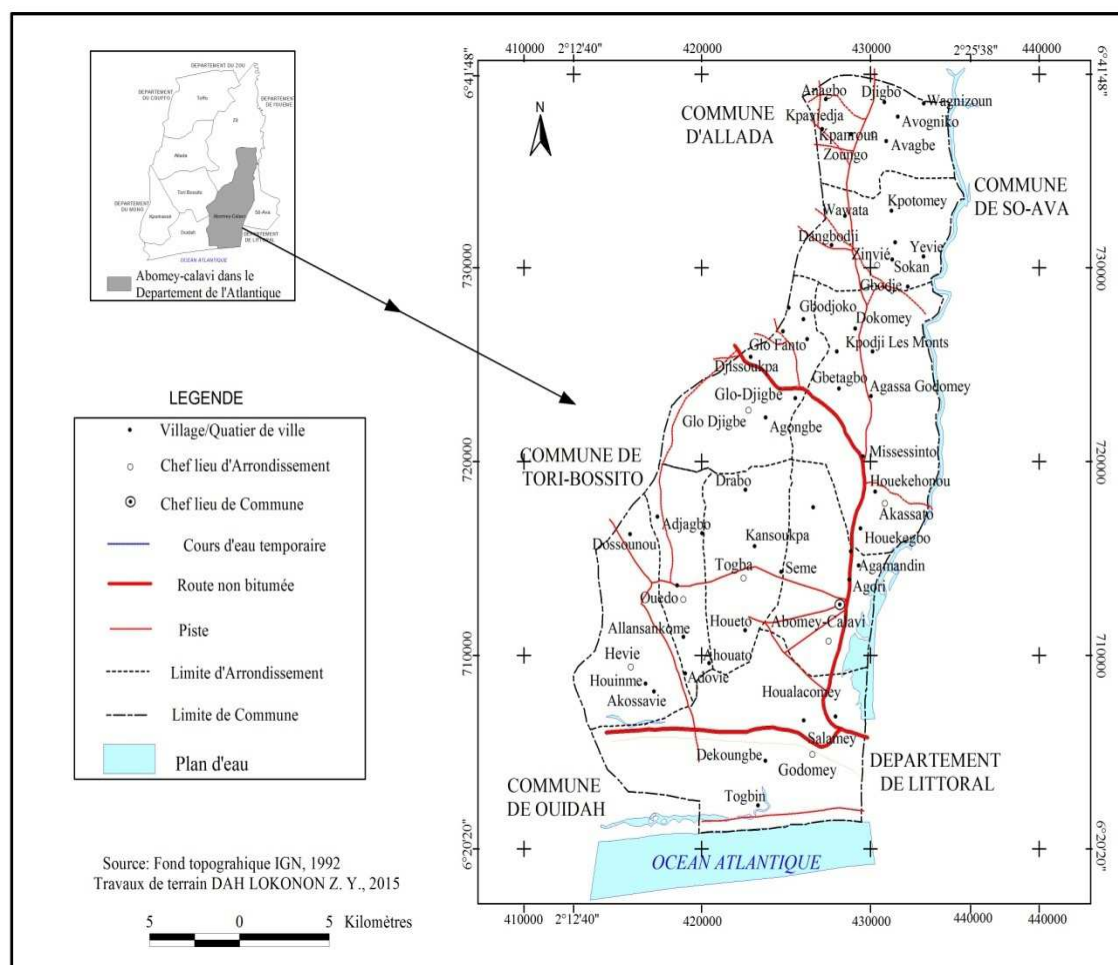 DEPARTEMENT DU ZOU
DEPARTEMENT
DU COUFFO
DEPARTEMENT
Toffo
Zè
Allada
Tori-Bossito
DEPARTEMENT
DU MONO
Kpomassè
Ouidah
Abomey-Calavi
Sô-Ava
DEPARTEMENT
DE LITTORAL
OCEAN ATLANTIQUE
Abomey-calavi dans le
Departement de l'Atlantique
LEGENDE
Village/Quatier de ville
Chef lieu d'Arrondissement
Chef lieu de Commune
Cours d'eau temporaire
Route non bitumée
Piste
Limite d'Arrondissement
Limite de Commune
Plan d'eau
Source: Fond topograhique IGN, 1992
Travaux de terrain DAH LOKONON Z. Y., 2015
5 0 5 Kilomètres
410000 420000 430000 440000
2°12'40" 2°25'38"
6°41'48" 6°41'48"
N
COMMUNE
D'ALLADA
Anagbo
Djigbo
Wagnizoun
Kpaviedja
Avogniko
Kpanroun
Avagbe
Zoungo
COMMUNE
DE SO-AVA
Kpotomey
Wawata
Dangbodji
Yevie
Zinvié
Sokan
730000 730000
Gbodje
Gbodjoko
Dokomey
Glo Fanto
Kpodji Les Monts
Djissoukpa
Gbetagbo
Glo-Djigbe
Agassa Godomey
Glo Djigbe
Agongbe
COMMUNE DE
TORI-BOSSITO
Missessinto
720000 720000
Drabo
Houekehonou
Akassato
Adjagbo
Dossounou
Kansoukpa
Houekegbo
Togba
Seme
Agamandin
Agori
Ouedo
Allansankome
Houeto
Abomey-Calavi
Hevie
Ahouato
710000 710000
Houinme
Adovie
Akossavie
Houalacomey
Salamey
Dekoungbe
Godomey
DEPARTEMENT
DE LITTORAL
COMMUNE
DE OUIDAH
Togbin
OCEAN ATLANTIQUE
6°20'20" 6°20'20"
410000 420000 430000 440000 440000
2°12'40"